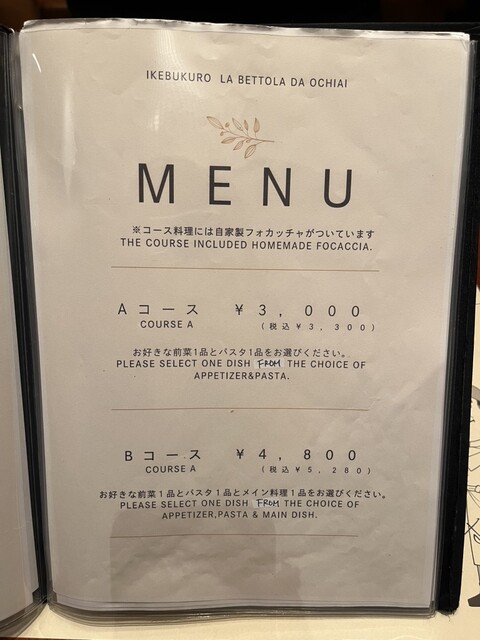 IKEBUKURO LA BETTOLA DA OCHIAI
MENU
※コース料理には自家製フォカッチャがついています
THE COURSE INCLUDED HOMEMADE FOCACCIA.
Aコース ¥3,000
COURSE A (税込¥3,300)
お好きな前菜1品とパスタ1品をお選びください。
PLEASE SELECT ONE DISH FROM THE CHOICE OF
APPETIZER&PASTA.
Bコース ¥4,800
COURSE A (税込¥5,280)
お好きな前菜1品とパスタ1品とメイン料理1品をお選びください。
PLEASE SELECT ONE DISH FROM THE CHOICE OF
APPETIZER,PASTA & MAIN DISH.